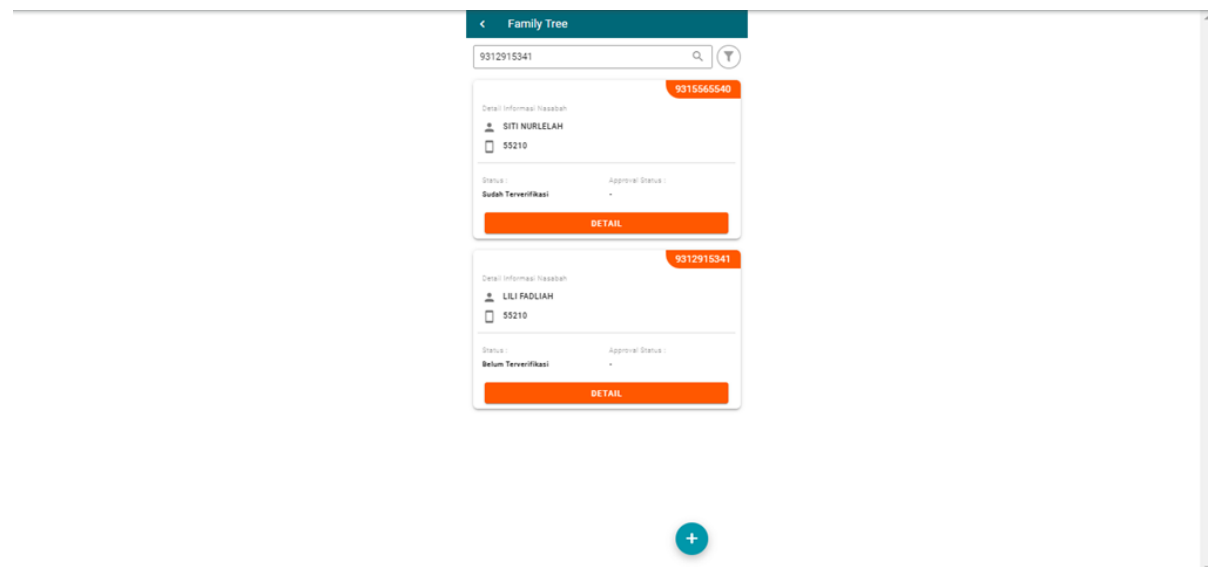 Family Tree
9312915341
9315565540
Detail Informasi Nasabah
SITI NURLELAH
55210
Status : Approval Status :
Sudah Terverifikasi -
DETAIL
9312915341
Detail Informasi Nasabah
LILI FADLIAH
55210
Status : Approval Status :
Belum Terverifikasi -
DETAIL